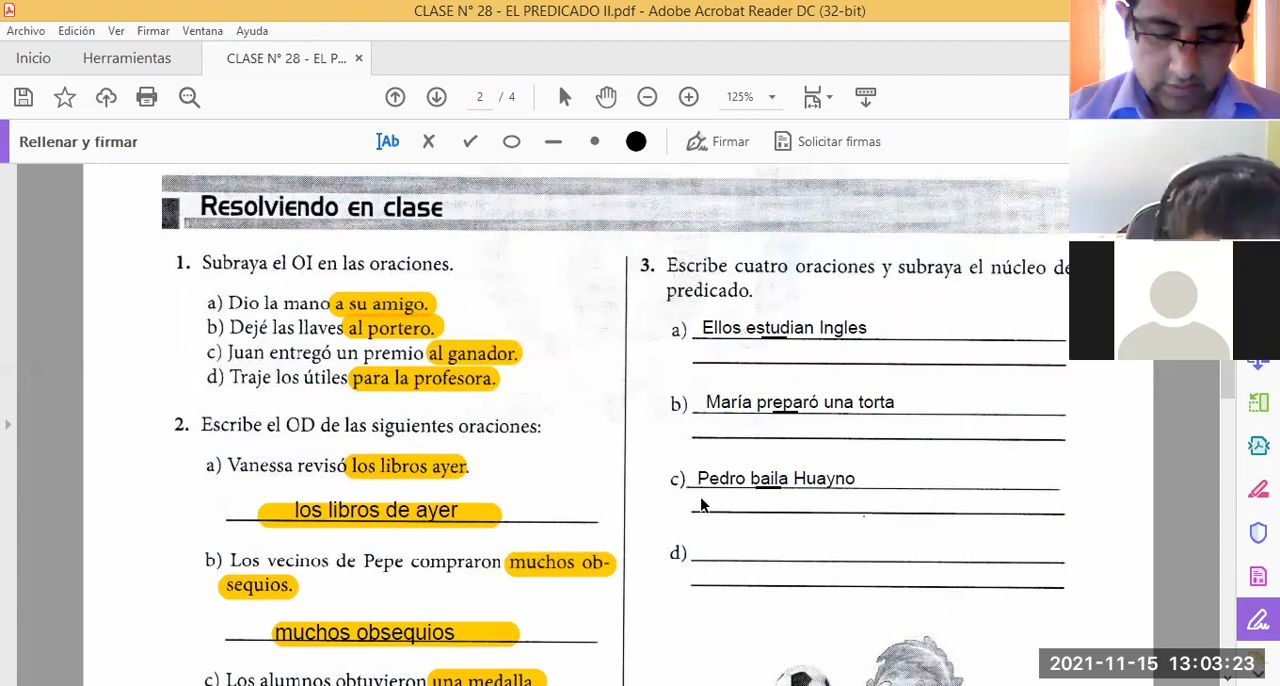 CLASE N° 28 - EL PREDICADO II.pdf - Adobe Acrobat Reader DC (32-bit)
Archivo Edición Ver Firmar Ventana Ayuda
Inicio Herramientas CLASE N° 28 - EL P... ×
2 / 4 125%
Rellenar y firmar Ab Firmar Solicitar firmas
Resolviendo en clase
1. Subraya el OI en las oraciones.
a) Dio la mano a su amigo.
b) Dejé las llaves al portero.
c) Juan entregó un premio al ganador.
d) Traje los útiles para la profesora.
2. Escribe el OD de las siguientes oraciones:
a) Vanessa revisó los libros ayer.
los libros de ayer
b) Los vecinos de Pepe compraron muchos ob-
sequios.
muchos obsequios
c) Los alumnos obtuvieron una medalla
3. Escribe cuatro oraciones y subraya el núcleo de
predicado.
a) Ellos estudian Ingles
b) María preparó una torta
c) Pedro baila Huayno
d)
2021-11-15 13:03:23